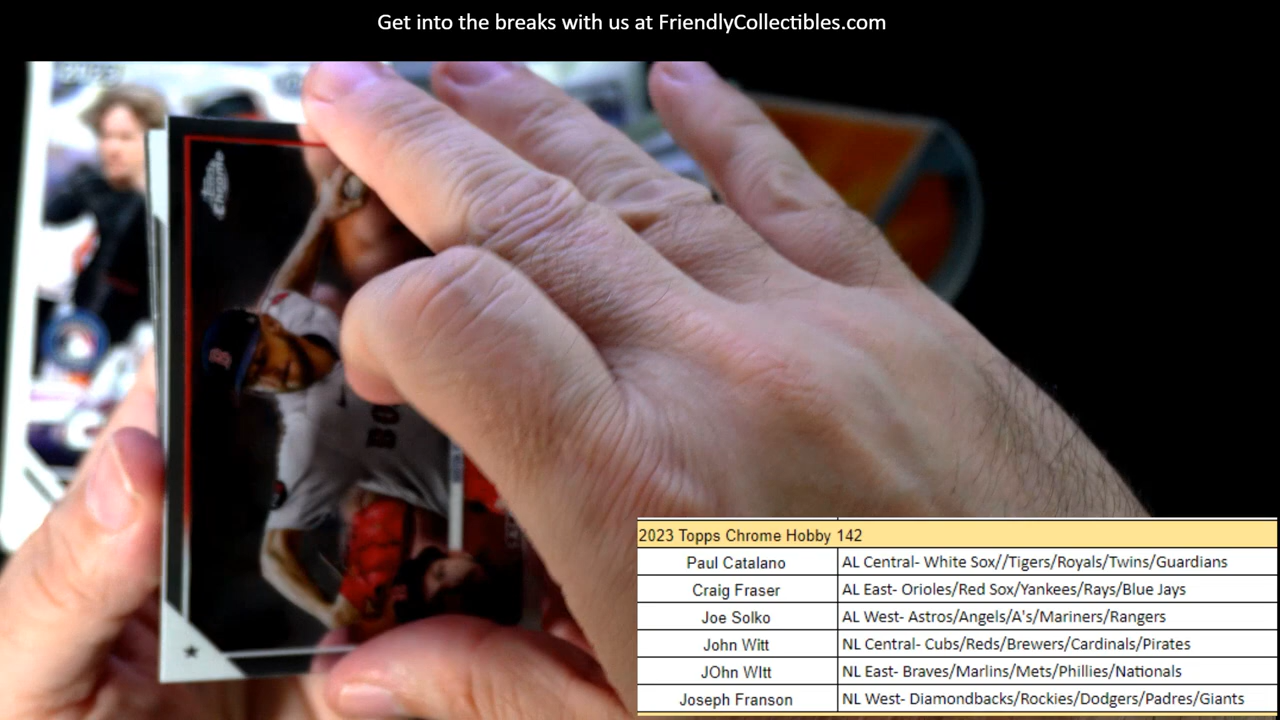 Get into the breaks with us at FriendlyCollectibles.com
Topps
Chrome
B
BO
2023 Topps Chrome Hobby 142
Paul Catalano AL Central- White Sox//Tigers/Royals/Twins/Guardians
Craig Fraser AL East- Orioles/Red Sox/Yankees/Rays/Blue Jays
Joe Solko AL West- Astros/Angels/A's/Mariners/Rangers
John Witt NL Central- Cubs/Reds/Brewers/Cardinals/Pirates
JOhn WItt NL East- Braves/Marlins/Mets/Phillies/Nationals
Joseph Franson NL West- Diamondbacks/Rockies/Dodgers/Padres/Giants